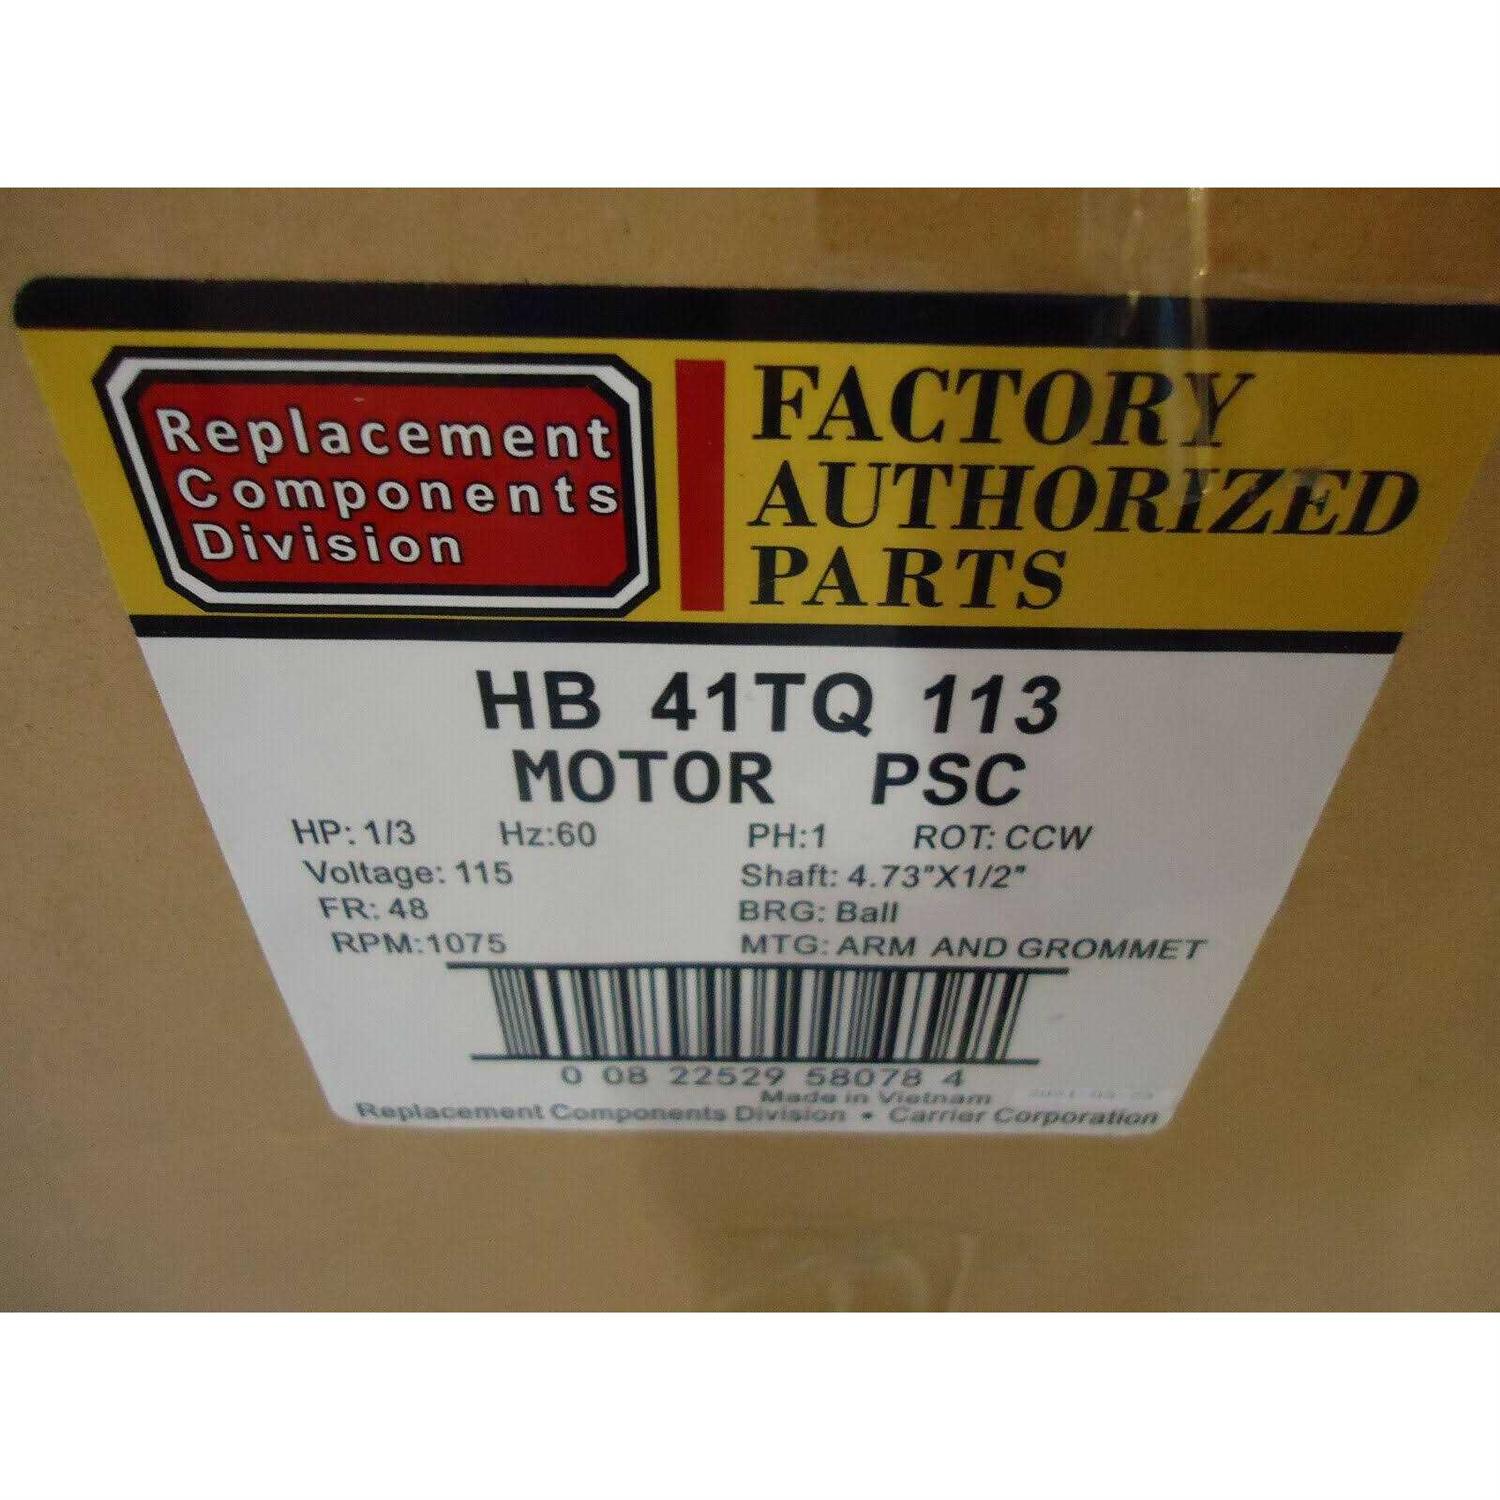 Replacement
Components
Division
FACTORY
AUTHORIZED
PARTS
HB 41TQ 113
MOTOR PSC
HP: 1/3 Hz:60 PH:1 ROT: CCW
Voltage: 115 Shaft: 4.73"X1/2"
FR: 48 BRG: Ball
RPM:1075 MTG: ARM AND GROMMET
0 08 22529 58078 4
Made in Vietnam
Replacement Components Division • Carrier Corporation